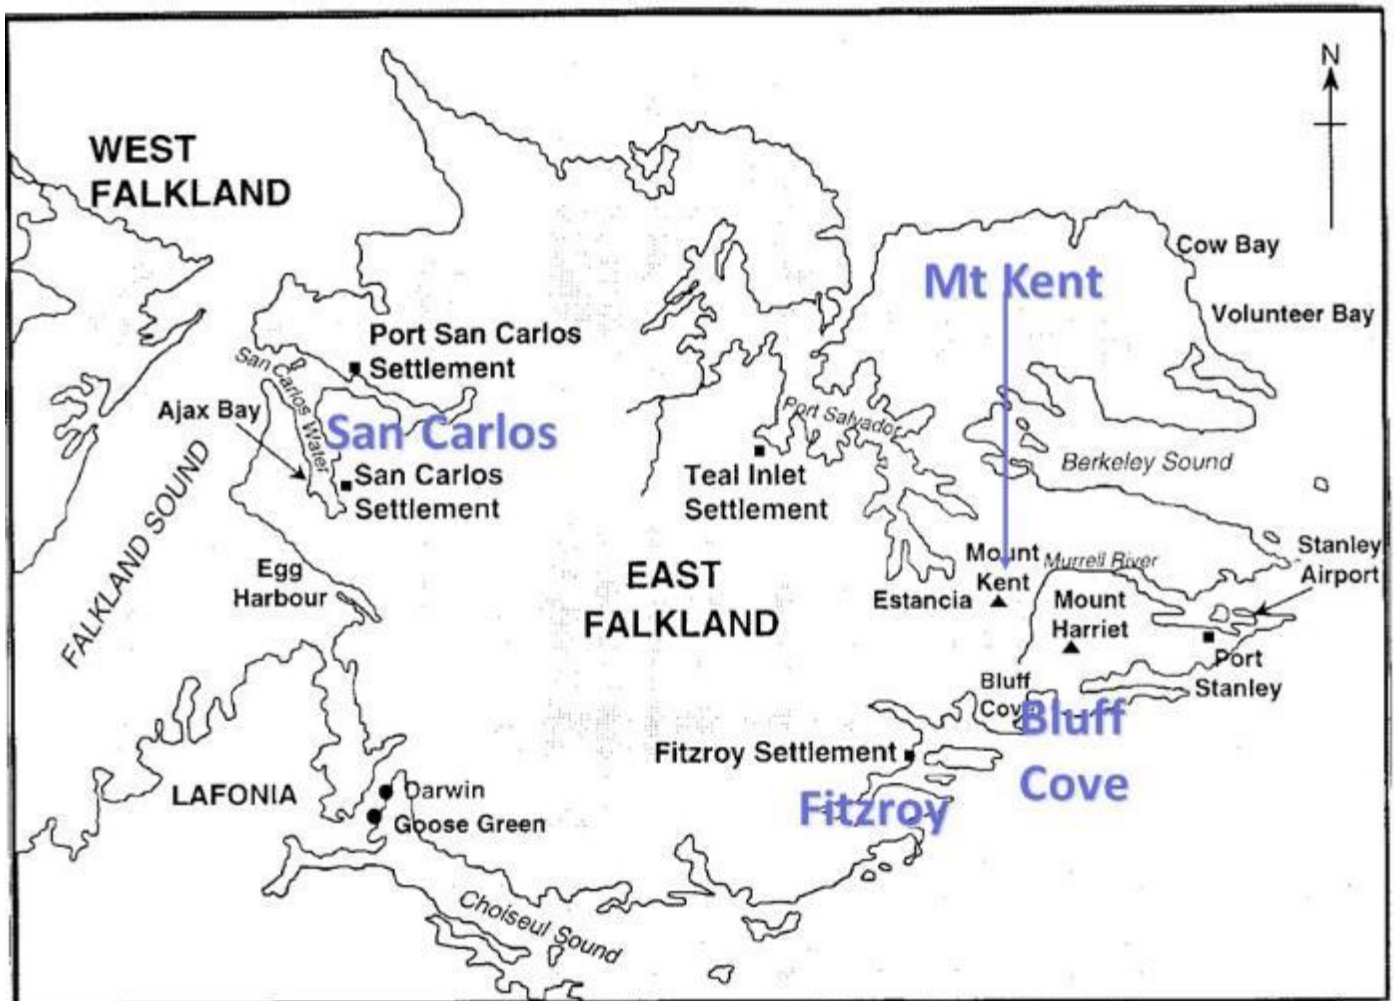 N
WEST
FALKLAND
Cow Bay
Mt Kent
Volunteer Bay
Port San Carlos
Settlement
San Carlos Water
Ajax Bay
San Carlos
Port Salvador
Berkeley Sound
San Carlos
Settlement
Teal Inlet
Settlement
FALKLAND SOUND
Egg
Harbour
EAST
FALKLAND
Mount
Kent
Murrell River
Stanley
Airport
Estancia
Mount
Harriet
Port
Stanley
Bluff
Cove
Bluff
Cove
Fitzroy Settlement
Fitzroy
LAFONIA
Darwin
Goose Green
Choiseul Sound